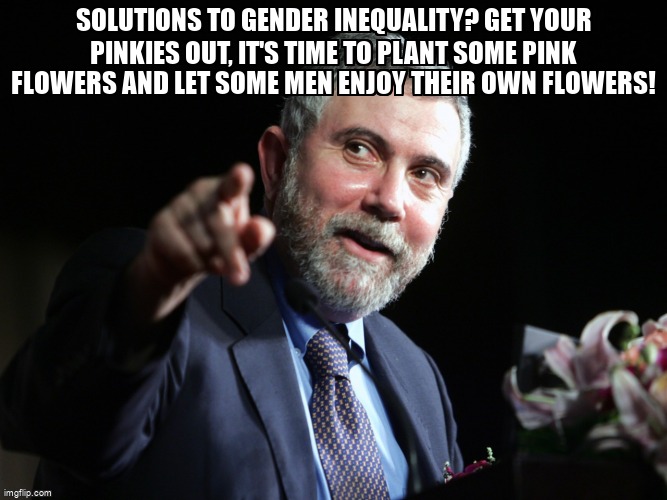 SOLUTIONS TO GENDER INEQUALITY? GET YOUR
PINKIES OUT, IT'S TIME TO PLANT SOME PINK
FLOWERS AND LET SOME MEN ENJOY THEIR OWN FLOWERS!
imgflip.com